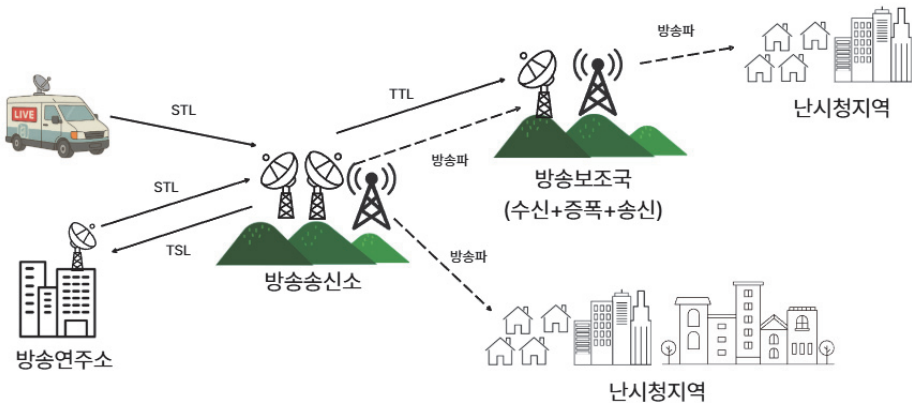 방송파
난시청지역
LIVE
STL
TTL
방송파
방송보조국
(수신+증폭+송신)
STL
TSL
방송송신소
방송파
방송연주소
난시청지역